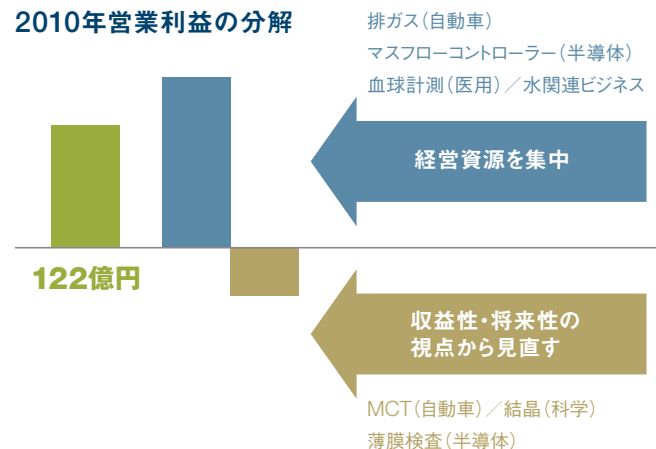 2010年営業利益の分解
排ガス（自動車）
マスフローコントローラー（半導体）
血球計測（医用）／水関連ビジネス
経営資源を集中
122億円
収益性・将来性の
視点から見直す
MCT（自動車）／結晶（科学）
薄膜検査（半導体）